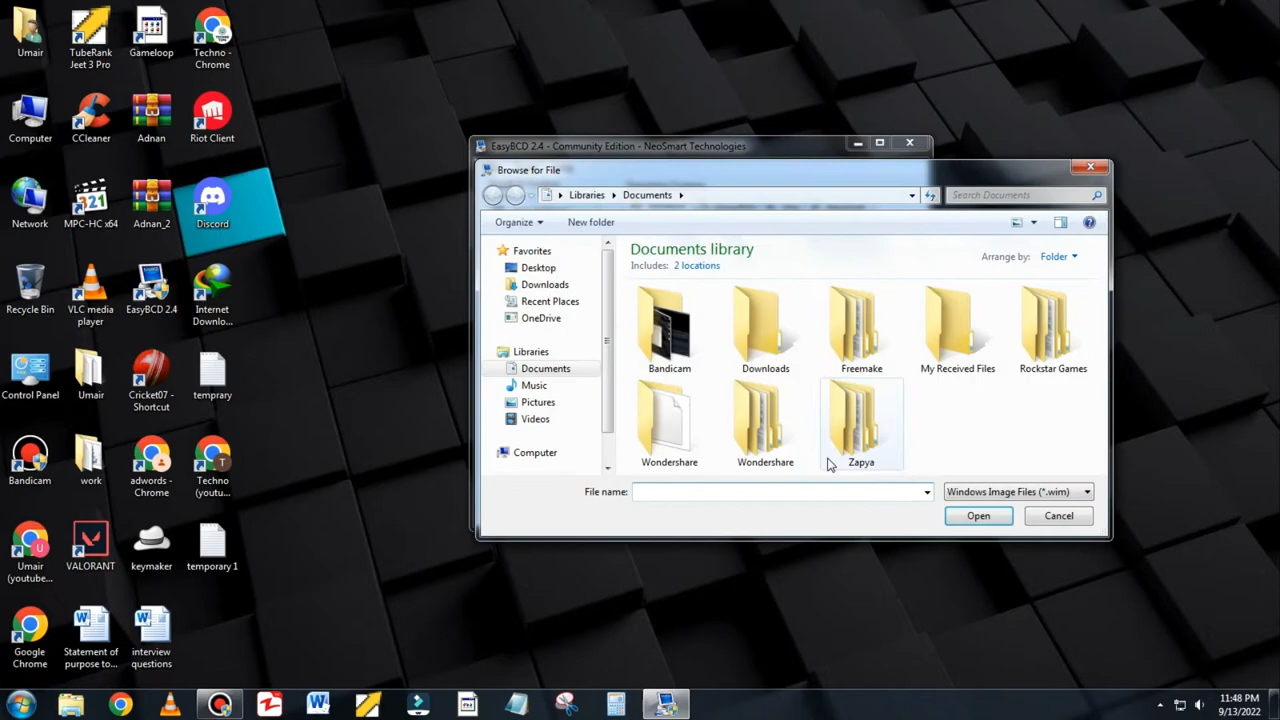 Umair
TubeRank
Jeet 3 Pro
Gameloop
Techno -
Chrome
Computer
CCleaner
Adnan
Riot Client
Network
MPC-HC x64
Adnan_2
Discord
Recycle Bin
VLC media
player
EasyBCD 2.4
Internet
Downlo...
Control Panel
Umair
Cricket07 -
Shortcut
temprary
Bandicam
work
adwords -
Chrome
Techno
(youtu...
Umair
(youtube...
VALORANT
keymaker
temporary 1
Google
Chrome
Statement of
purpose to...
interview
questions
EasyBCD 2.4 - Community Edition - NeoSmart Technologies
Browse for File
Libraries
Documents
Search Documents
Organize
New folder
Favorites
Desktop
Downloads
Recent Places
OneDrive
Libraries
Documents
Music
Pictures
Videos
Computer
Documents library
Includes: 2 locations
Arrange by: Folder
Bandicam
Downloads
Freemake
My Received Files
Rockstar Games
Wondershare
Wondershare
Zapya
File name:
Windows Image Files (*.wim)
Open
Cancel
11:48 PM
9/13/2022